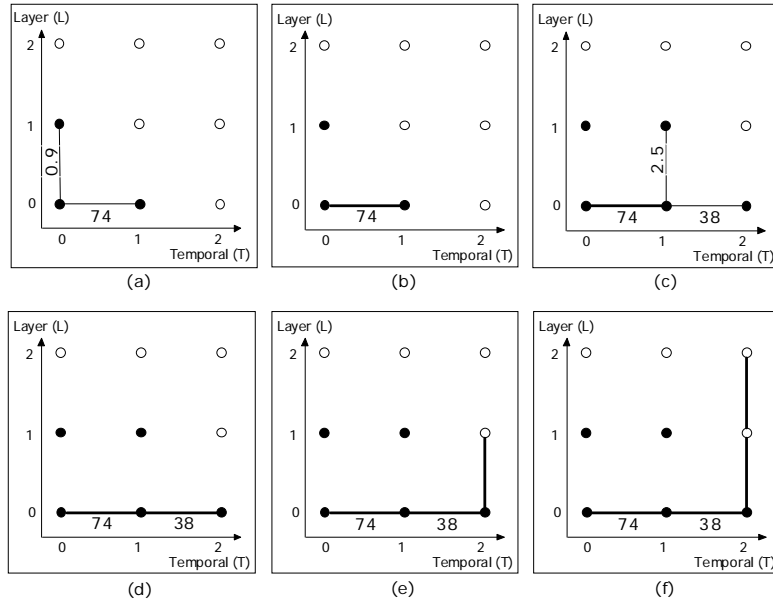 Layer (L)
2
1
0
0.9
74
0 1 2
Temporal (T)
(a)
Layer (L)
2
1
0
74
0 1 2
Temporal (T)
(b)
Layer (L)
2
1
0
2.5
74 38
0 1 2
Temporal (T)
(c)
Layer (L)
2
1
0
74 38
0 1 2
Temporal (T)
(d)
Layer (L)
2
1
0
74 38
0 1 2
Temporal (T)
(e)
Layer (L)
2
1
0
74 38
0 1 2
Temporal (T)
(f)